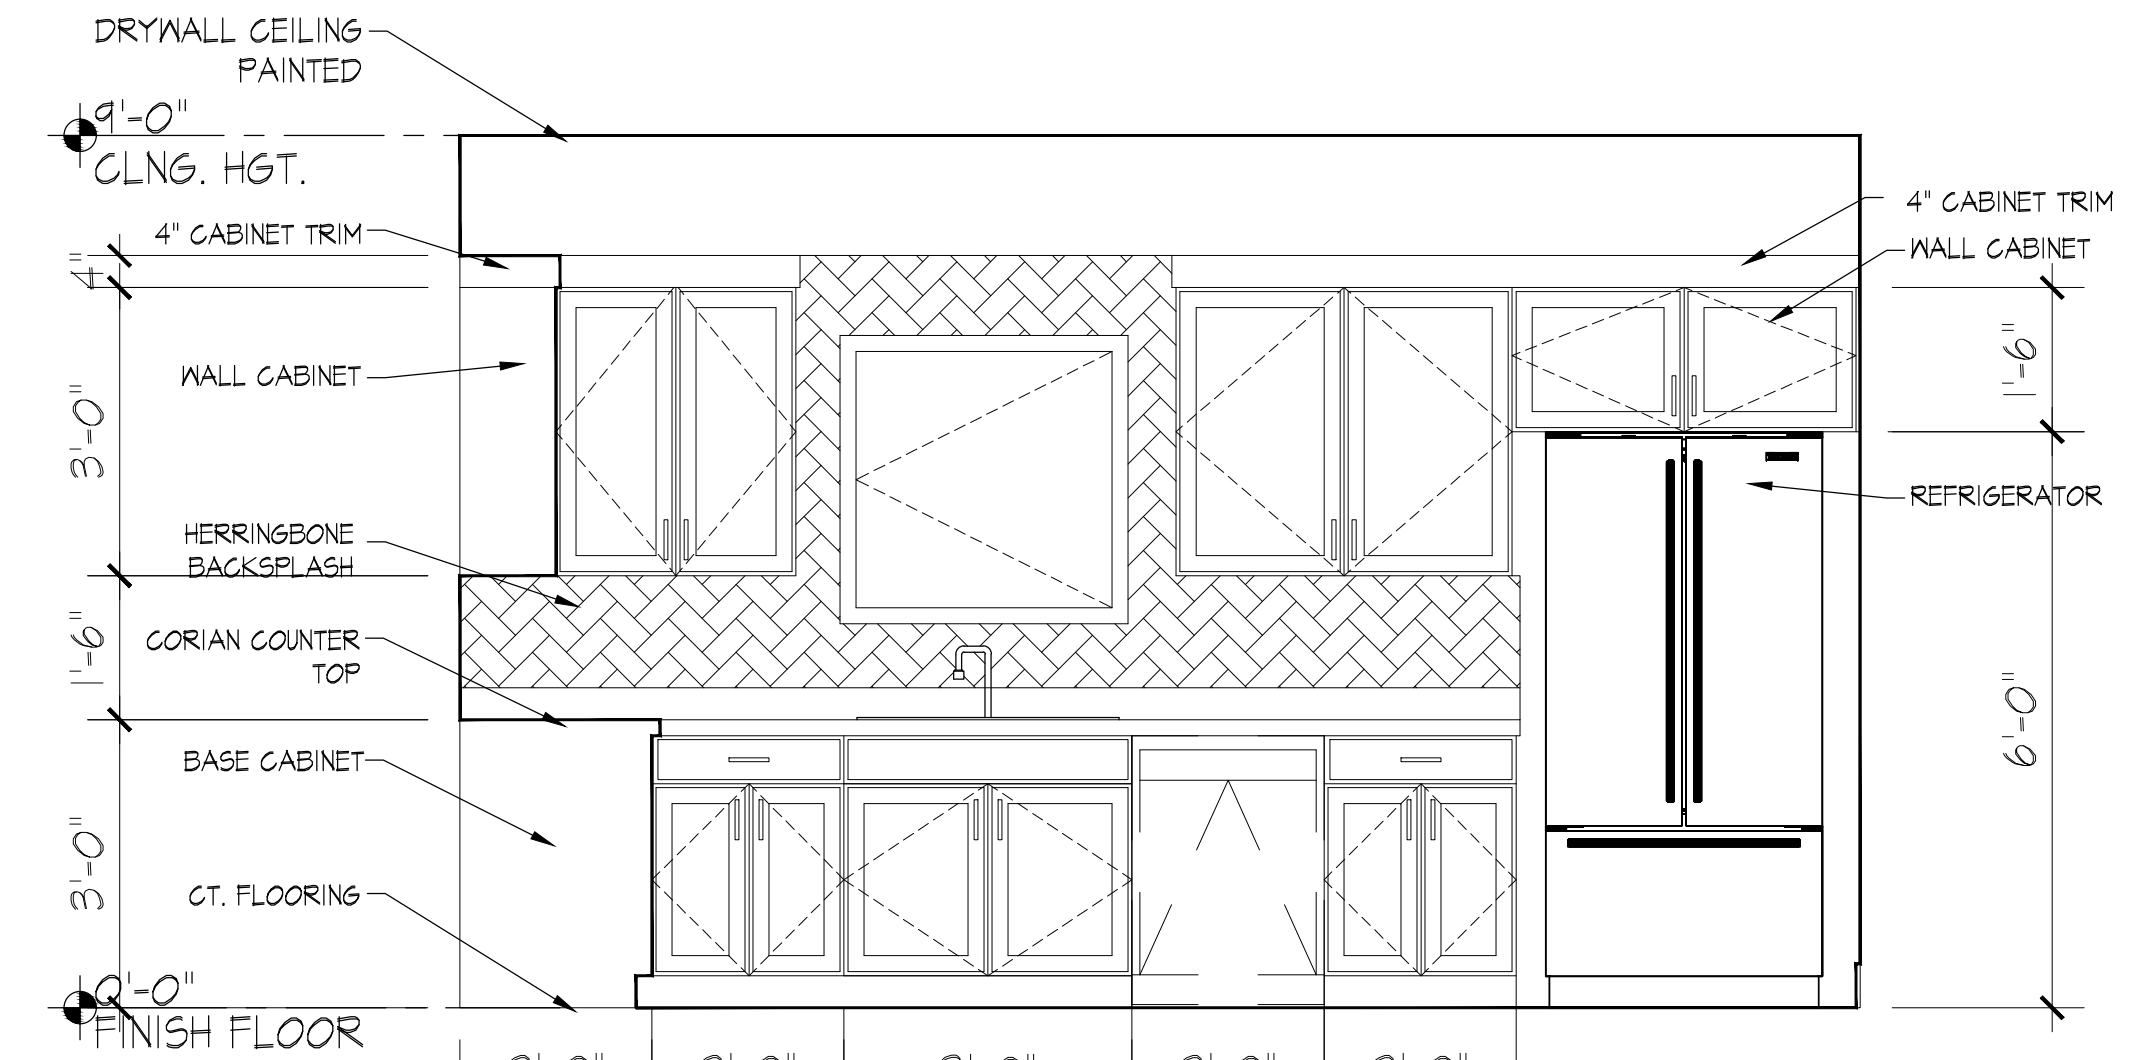 DRYWALL CEILING
PAINTED
9'-0"
CLNG. HGT.
4" CABINET TRIM
4"
WALL CABINET
3'-0"
HERRINGBONE
BACKSPLASH
1'-6"
CORIAN COUNTER
TOP
BASE CABINET
3'-0"
CT. FLOORING
0'-0"
FINISH FLOOR
4" CABINET TRIM
WALL CABINET
1'-6"
REFRIGERATOR
6'-0"